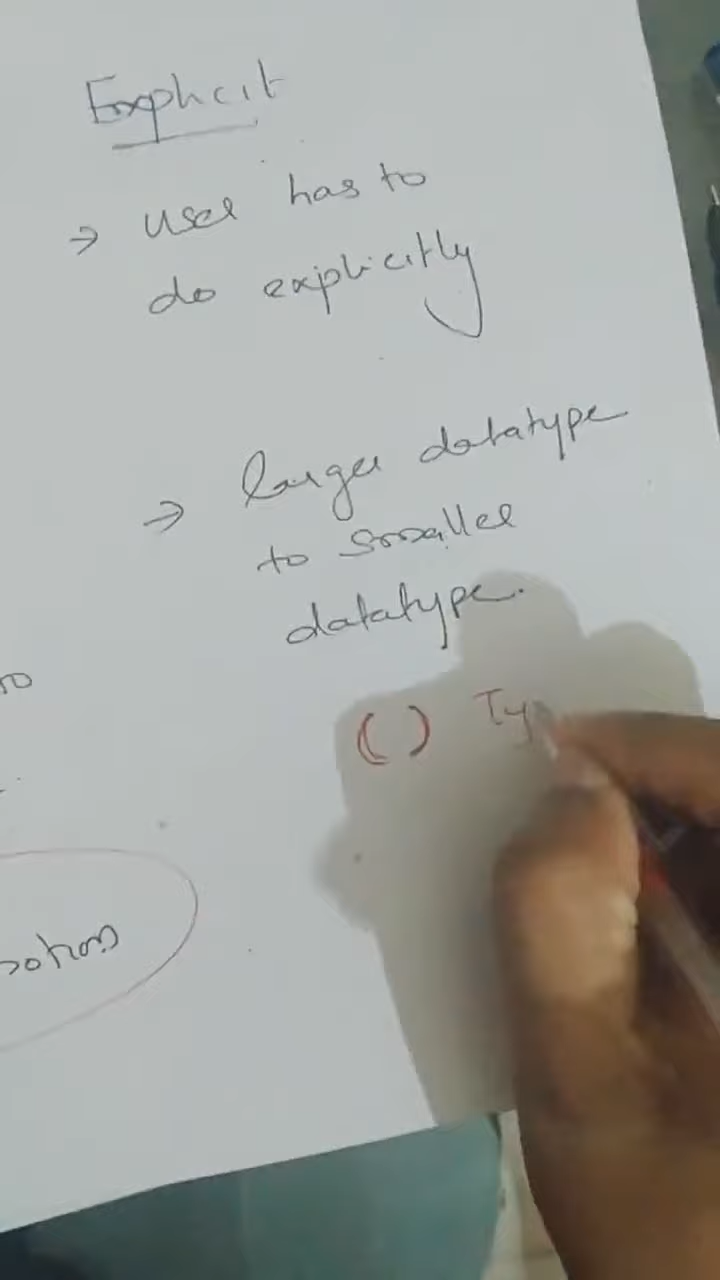 Explicit
→ user has to
do explicitly
→ larger datatype
to smaller
datatype.
( ) Ty